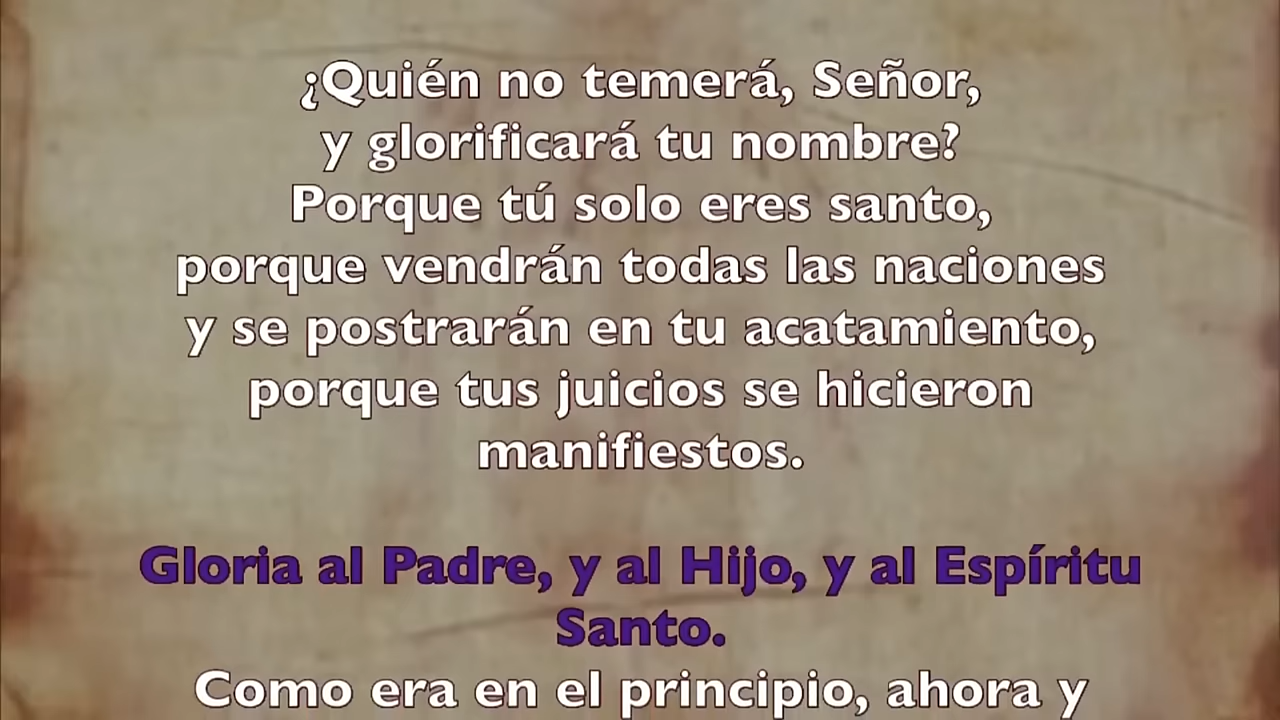 ¿Quién no temerá, Señor,
y glorificará tu nombre?
Porque tú solo eres santo,
porque vendrán todas las naciones
y se postrarán en tu acatamiento,
porque tus juicios se hicieron
manifiestos.
Gloria al Padre, y al Hijo, y al Espíritu
Santo.
Como era en el principio, ahora y